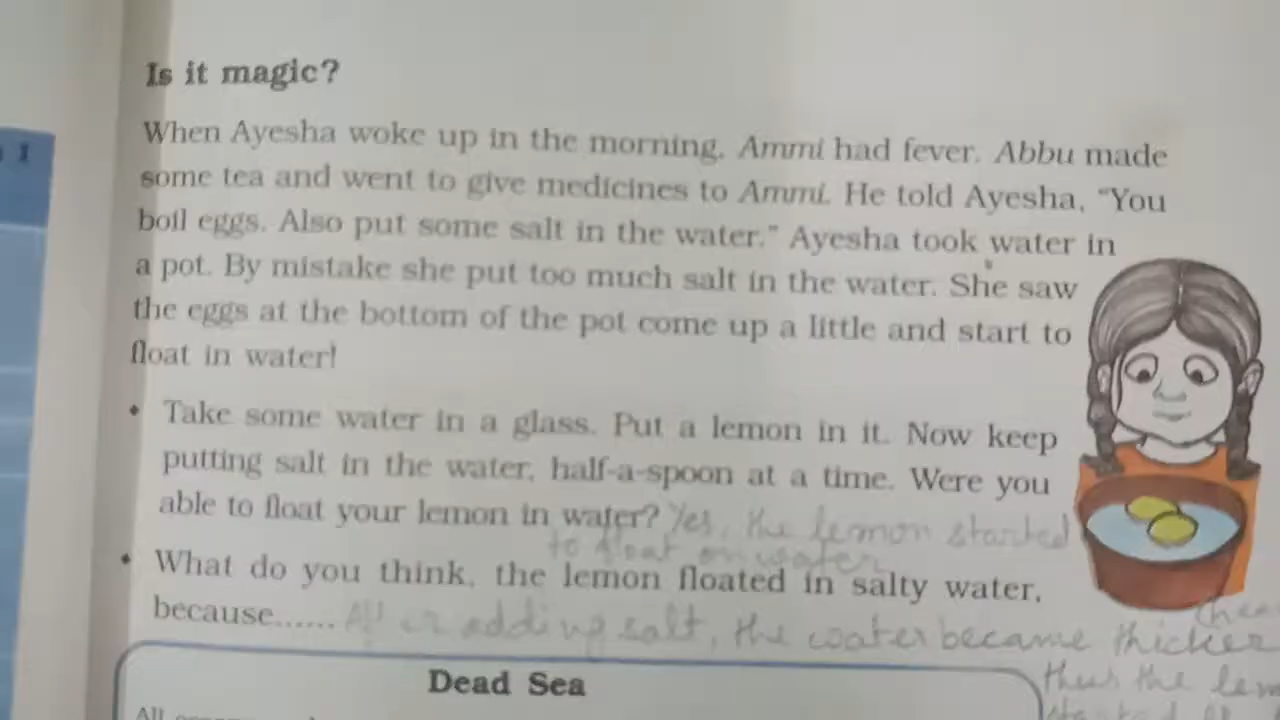 1
Is it magic?
When Ayesha woke up in the morning, Ammi had fever. Abbu made
some tea and went to give medicines to Ammi. He told Ayesha, “You
boil eggs. Also put some salt in the water.” Ayesha took water in
a pot. By mistake she put too much salt in the water. She saw
the eggs at the bottom of the pot come up a little and start to
float in water!
• Take some water in a glass. Put a lemon in it. Now keep
putting salt in the water, half-a-spoon at a time. Were you
able to float your lemon in water? Yes, the lemon started
to float on water
• What do you think, the lemon floated in salty water,
because...... After adding salt, the water became thicker
thus the
Dead Sea
All
started